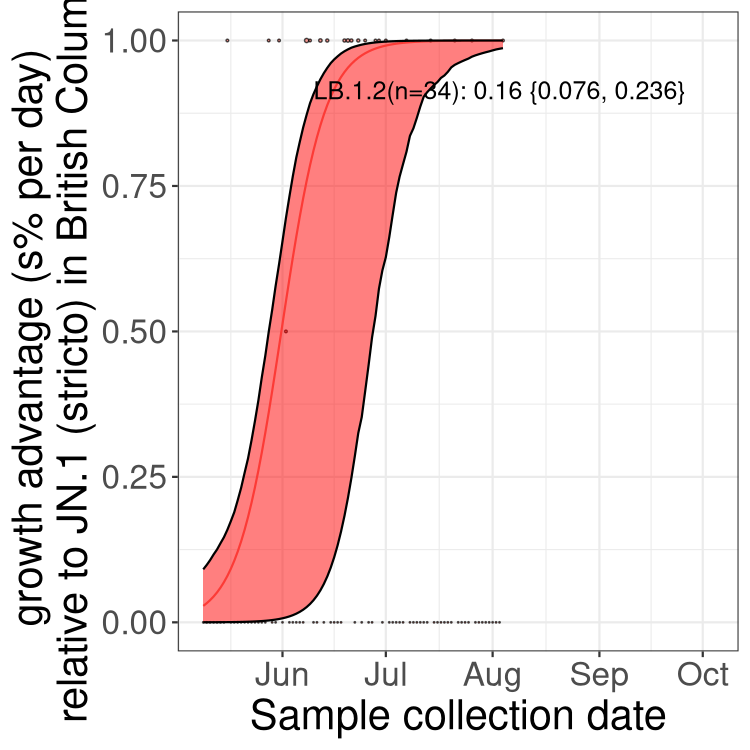 growth advantage (s% per day)
relative to JN.1 (stricto) in British Colum
1.00
0.75
0.50
0.25
0.00
LB.1.2(n=34): 0.16 {0.076, 0.236}
Jun Jul Aug Sep Oct
Sample collection date